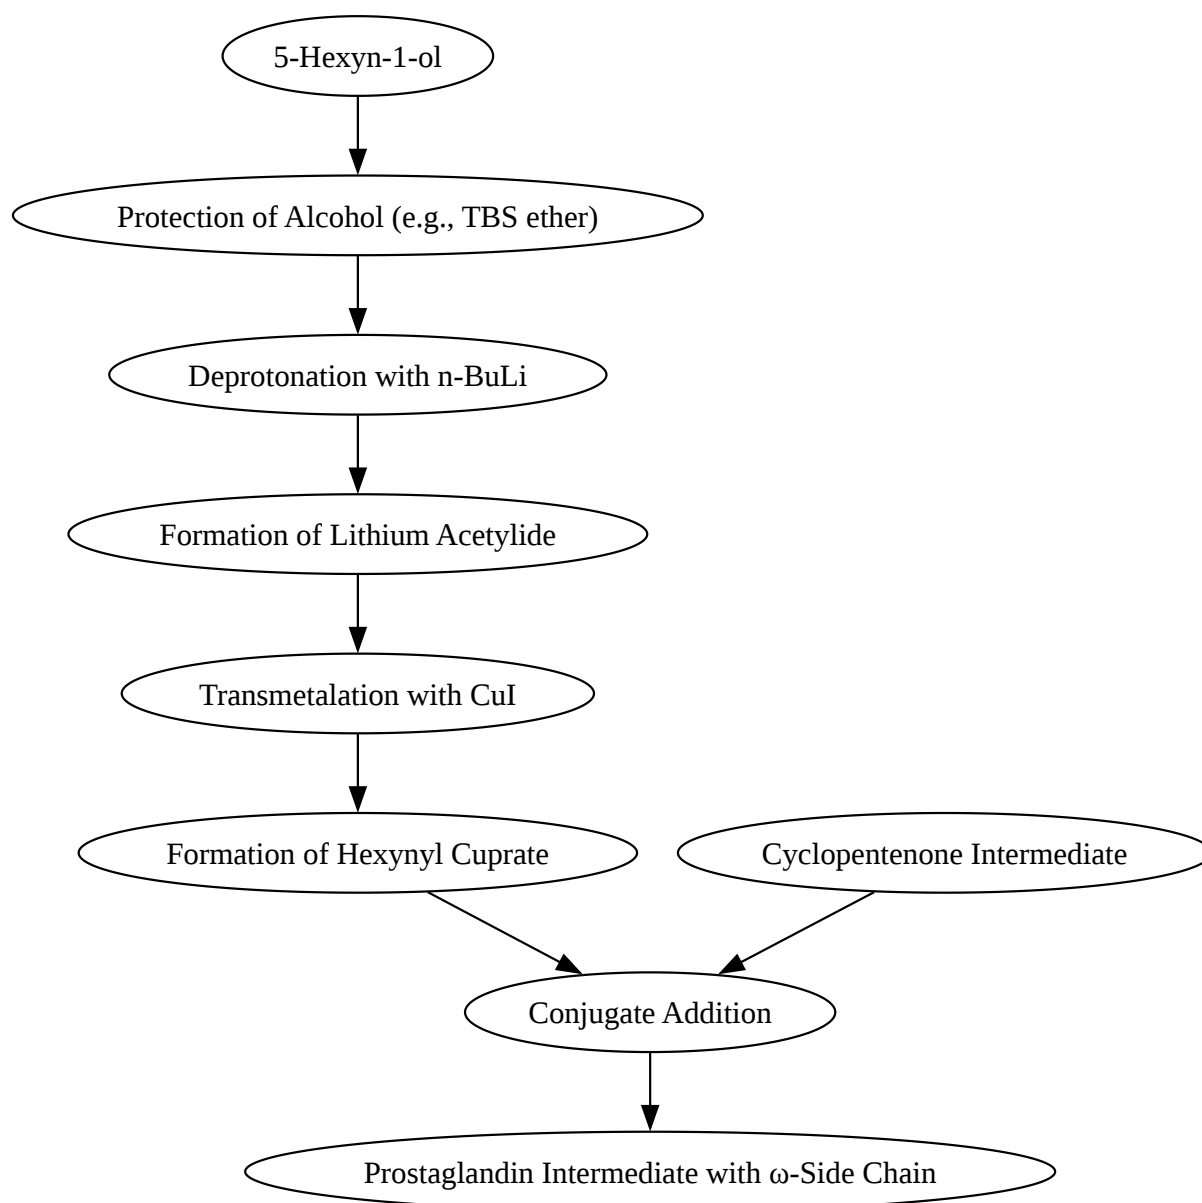 5-Hexyn-1-ol
Protection of Alcohol (e.g., TBS ether)
Deprotonation with n-BuLi
Formation of Lithium Acetylide
Transmetalation with CuI
Formation of Hexynyl Cuprate
Cyclopentenone Intermediate
Conjugate Addition
Prostaglandin Intermediate with ω-Side Chain